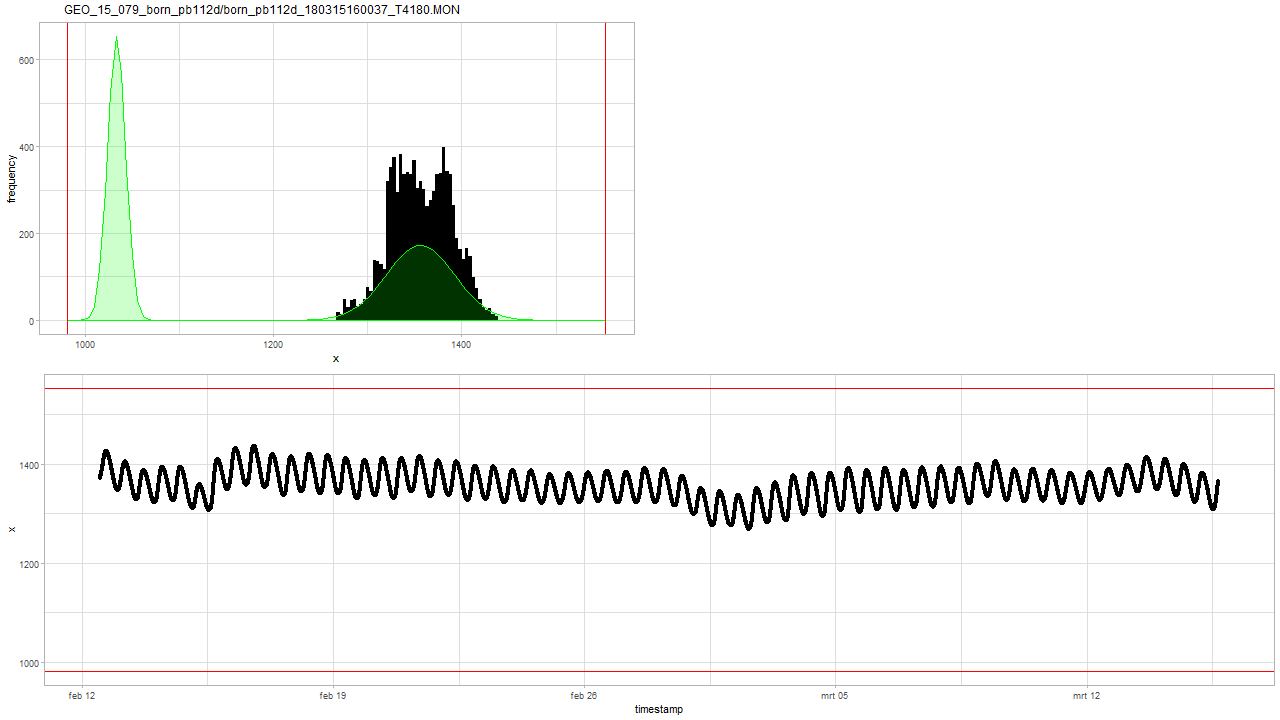 GEO_15_079_born_pb112d/born_pb112d_180315160037_T4180.MON
600
400
200
0
frequency
1000 1200 1400
x
1400
1200
1000
x
feb 12 feb 19 feb 26 mrt 05 mrt 12
timestamp